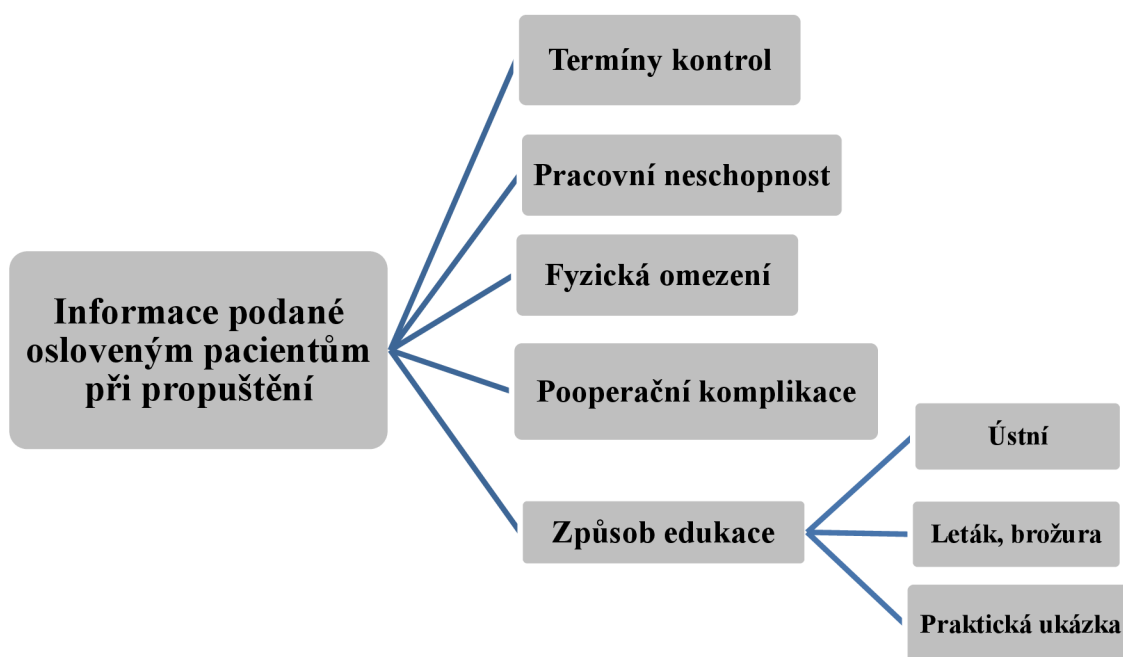 Termíny kontrol
Pracovní neschopnost
Fyzická omezení
Informace podané
osloveným pacientům
při propuštění
Pooperační komplikace
Způsob edukace
Ústní
Leták, brožura
Praktická ukázka